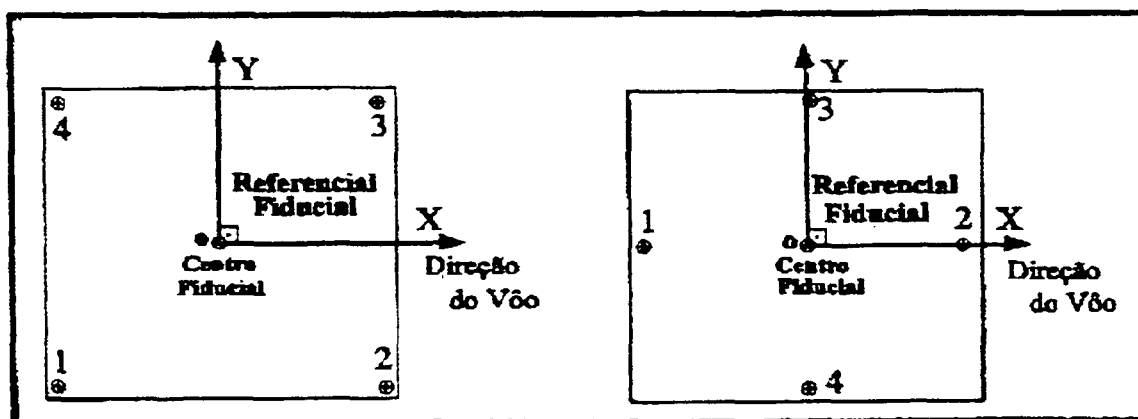 Y
4
3
Referencial
Fiducial
X
Centro
Fiducial
Direção
do Vôo
1
2
Y
3
Referencial
Fiducial
1
2
X
Centro
Fiducial
Direção
do Vôo
4